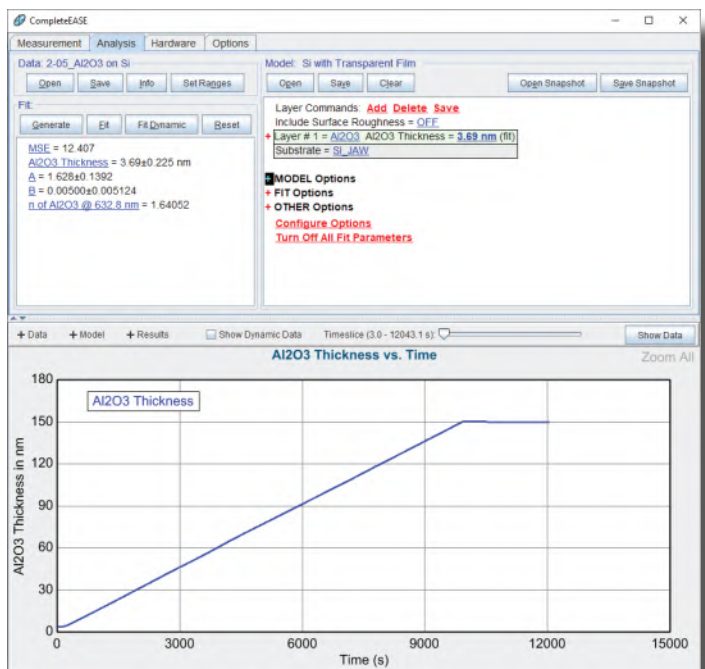 CompleteEASE
Measurement Analysis Hardware Options
Data: 2-05_Al2O3 on Si
Open Save Info Set Ranges
Fit:
Generate Fit Fit Dynamic Reset
MSE = 12.407
Al2O3 Thickness = 3.69±0.225 nm
A = 1.628±0.1392
B = 0.00500±0.005124
n of Al2O3 @ 632.8 nm = 1.64052
Model: Si with Transparent Film
Open Save Clear Open Snapshot Save Snapshot
Layer Commands: Add Delete Save
Include Surface Roughness = OFF
+ Layer # 1 = Al2O3 Al2O3 Thickness = 3.69 nm (fit)
Substrate = SI_JAW
+ MODEL Options
+ FIT Options
+ OTHER Options
Configure Options
Turn Off All Fit Parameters
+ Data + Model + Results Show Dynamic Data Timeslice (3.0 - 12043.1 s): Show Data
Al2O3 Thickness vs. Time
Zoom All
Al2O3 Thickness
Al2O3 Thickness in nm
180
150
120
90
60
30
0
0 3000 6000 9000 12000 15000
Time (s)